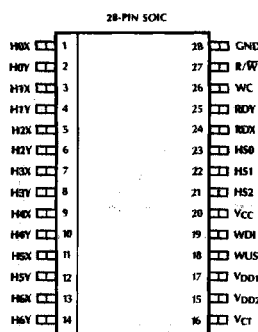 28-PIN SOIC
H0X 1 28 GND
H0Y 2 27 R/W̅
H1X 3 26 WC
H1Y 4 25 RDY
H2X 5 24 RDX
H2Y 6 23 HS0
H3X 7 22 HS1
H3Y 8 21 HS2
H4X 9 20 VCC
H4Y 10 19 WDI
H5X 11 18 WUS
H5Y 12 17 VDD1
H6X 13 15 VDD2
H6Y 14 16 VCT